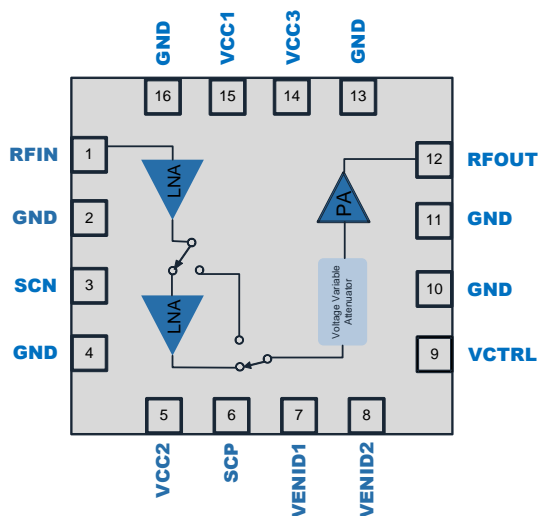 GND
VCC1
VCC3
GND
16
15
14
13
RFIN
1
LNA
12
RFOUT
PA
GND
2
11
GND
SCN
3
Voltage Variable
Attenuator
10
GND
LNA
GND
4
9
VCTRL
5
6
7
8
VCC2
SCP
VENID1
VENID2